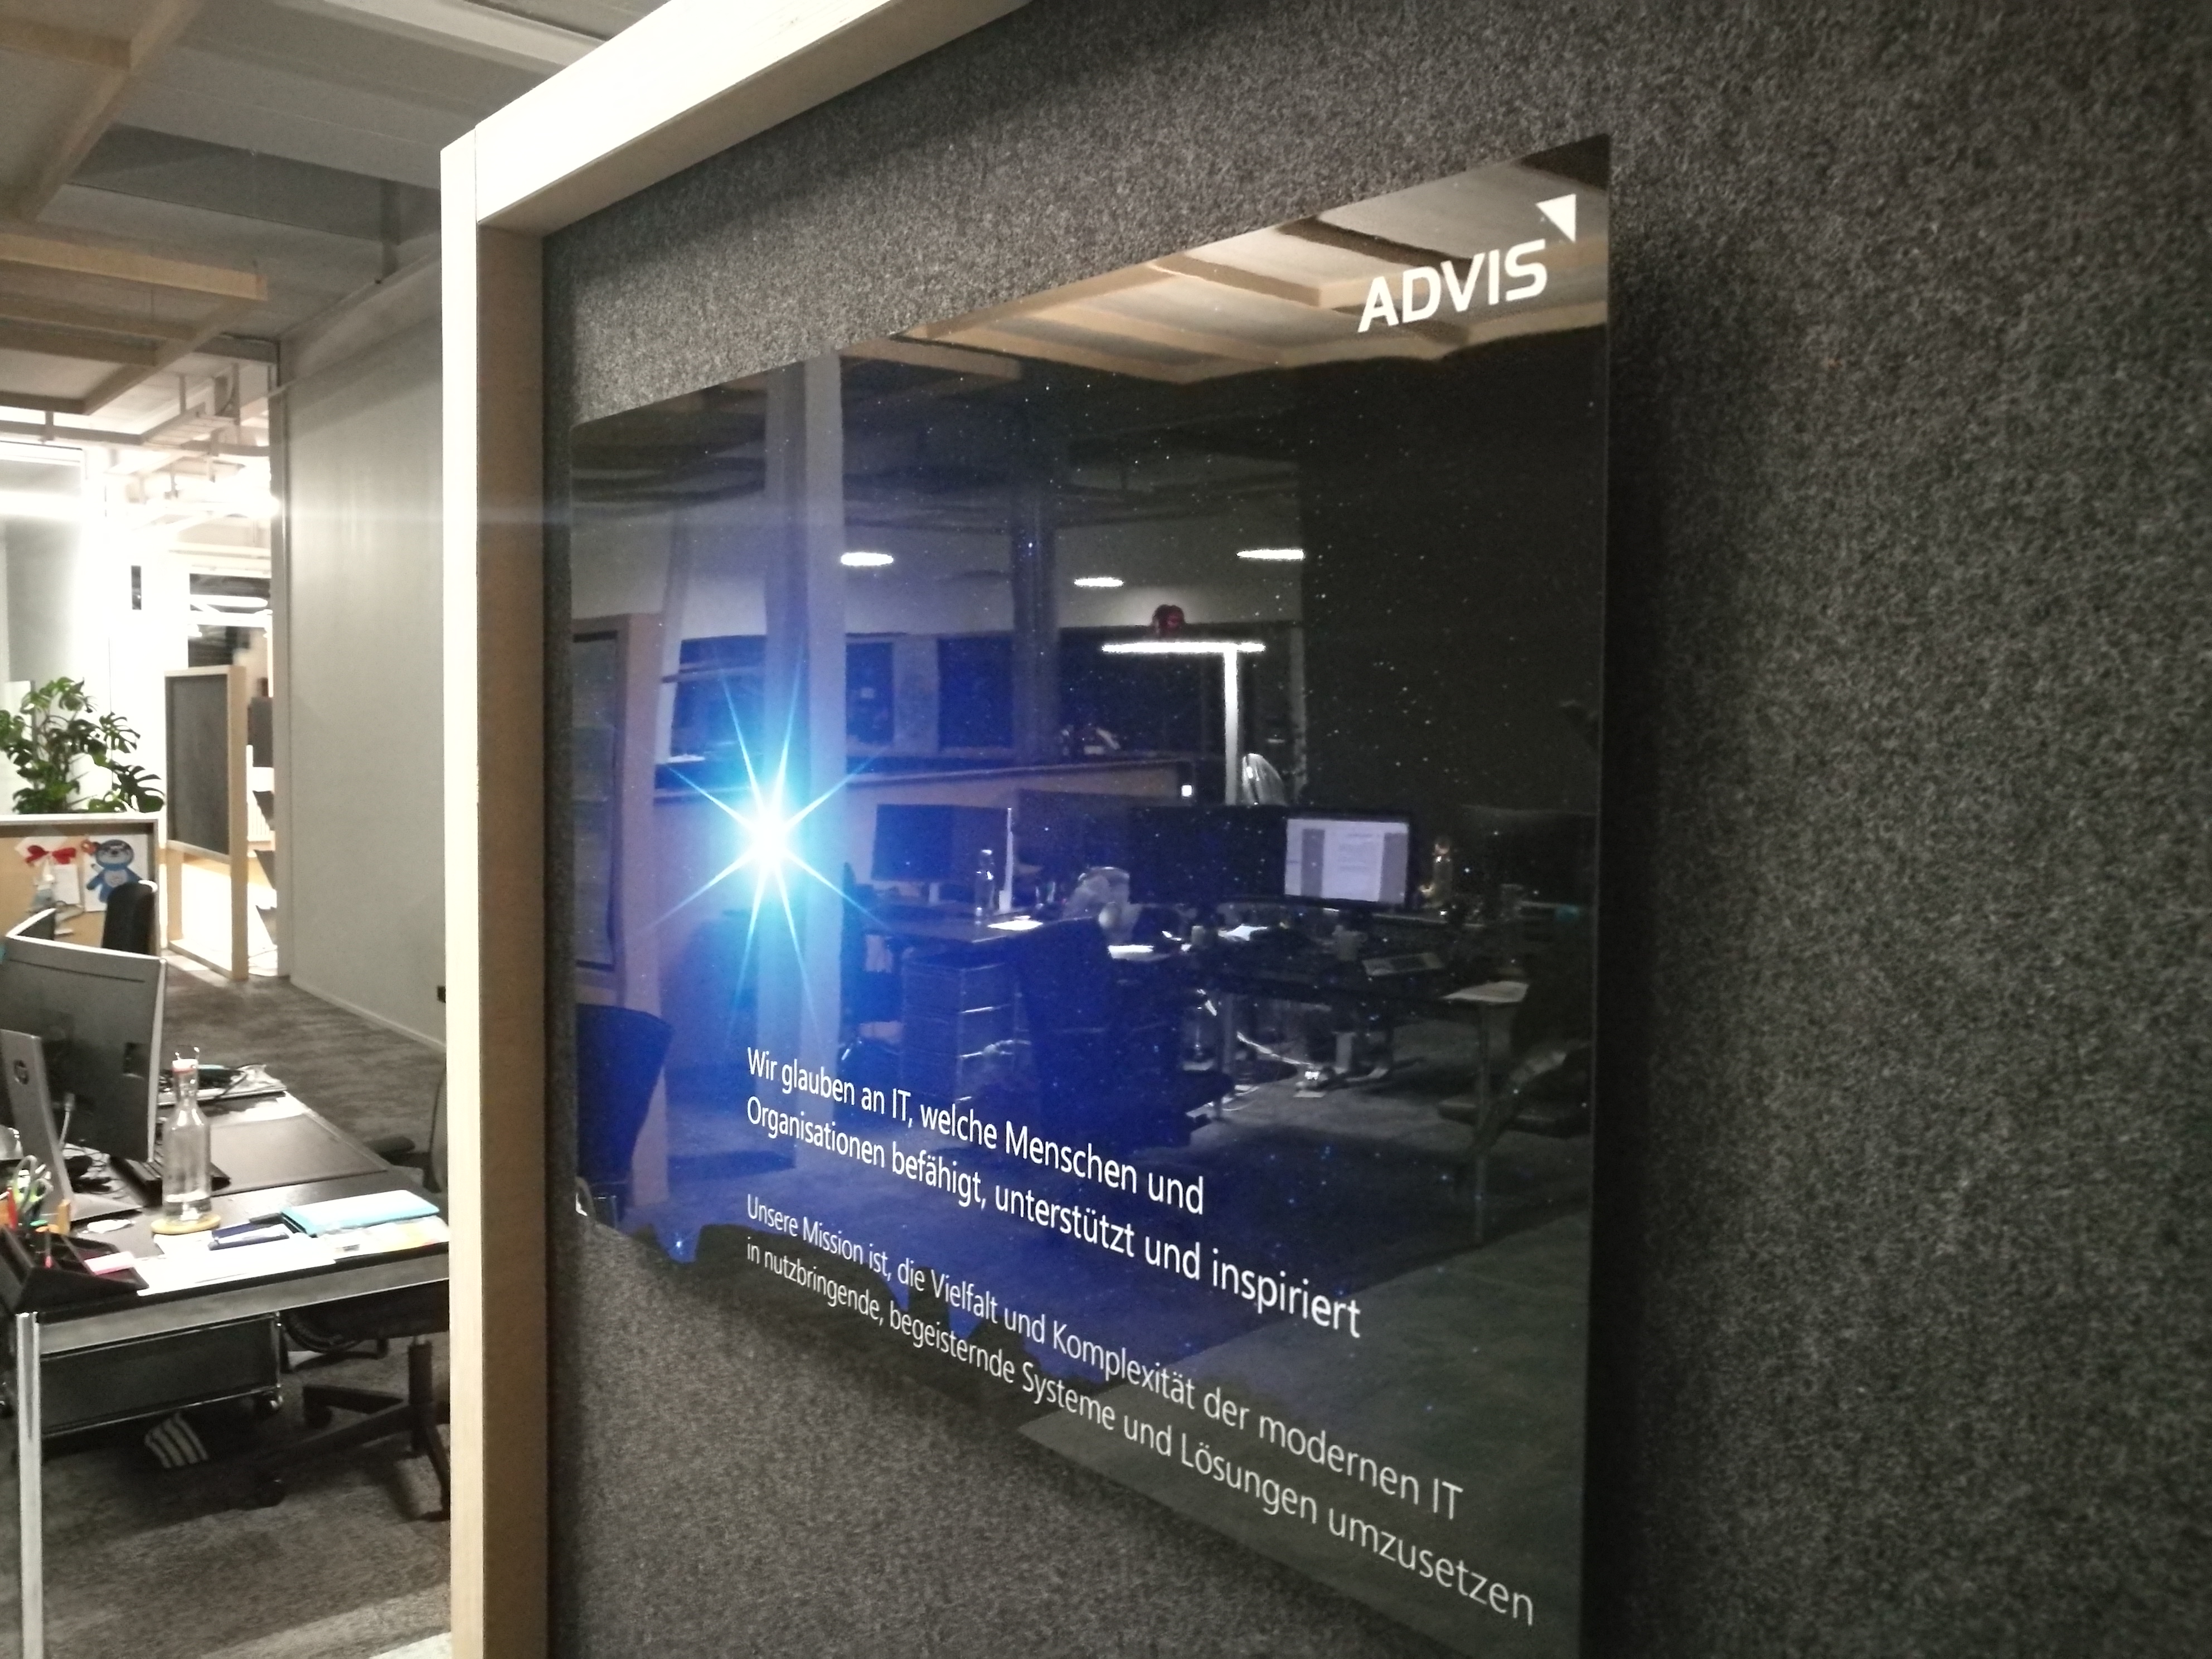 ADVIS
Wir glauben an IT, welche Menschen und
Organisationen befähigt, unterstützt und inspiriert
Unsere Mission ist, die Vielfalt und Komplexität der modernen IT
in nutzbringende, begeisternde Systeme und Lösungen umzusetzen